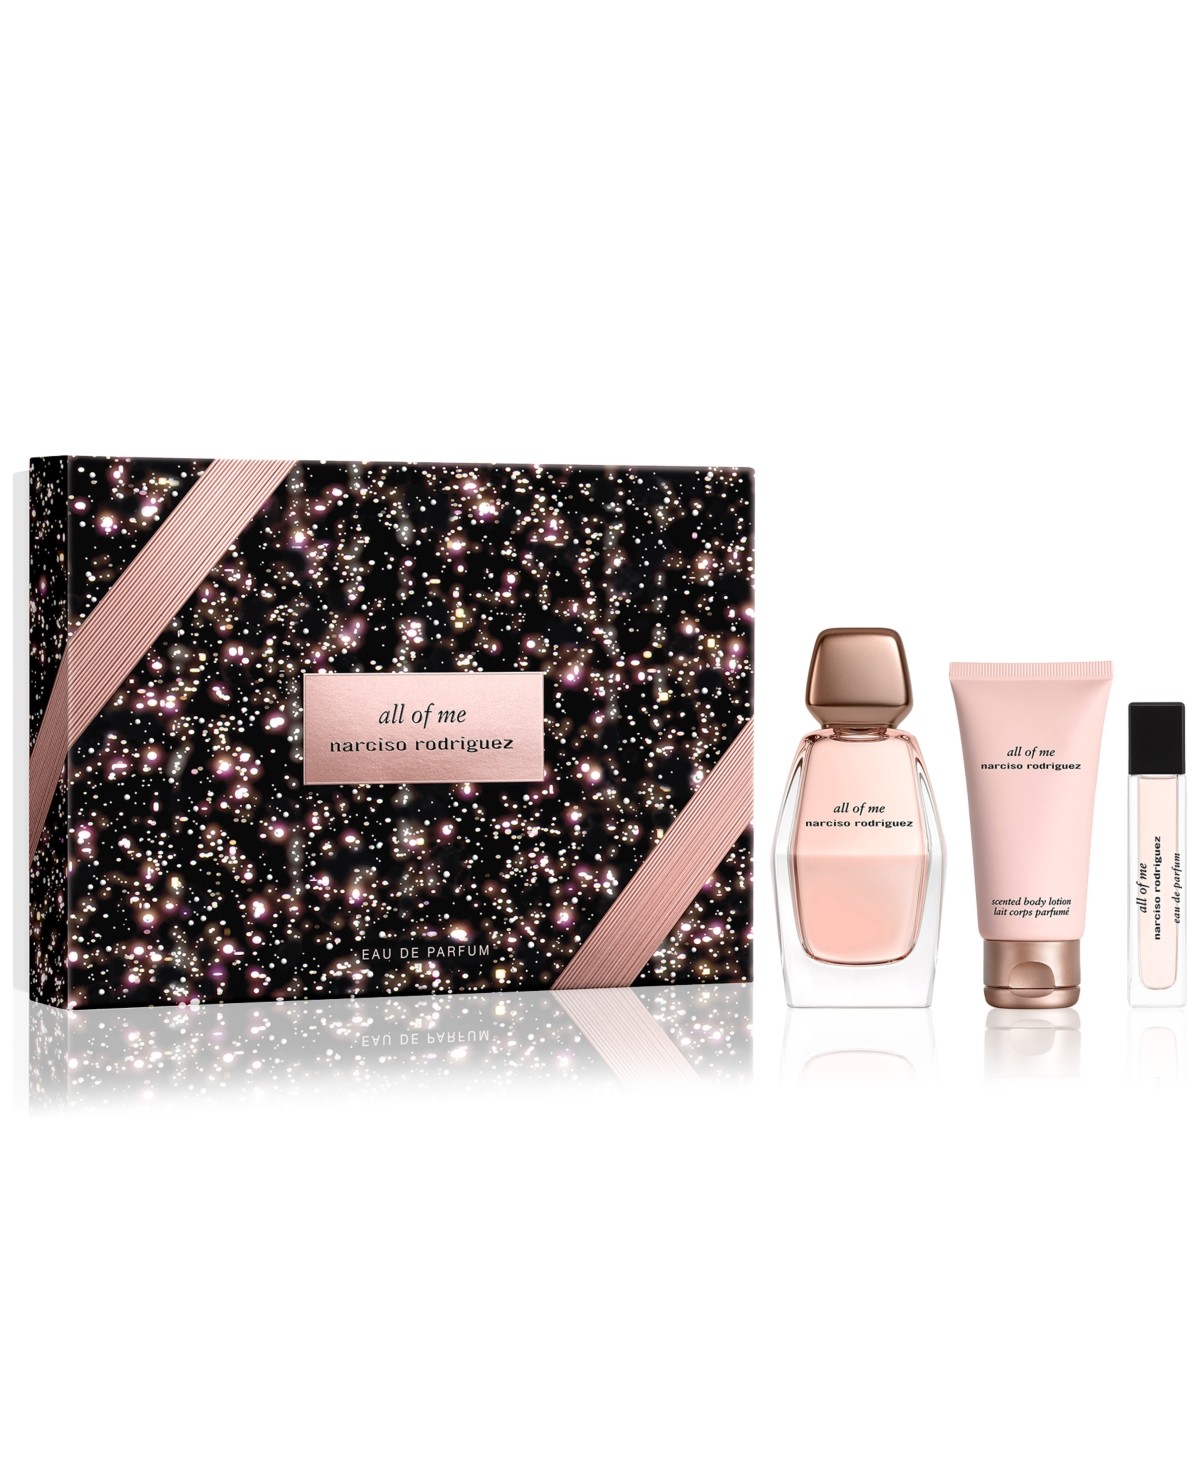 all of me
narciso rodriguez
EAU DE PARFUM
all of me
narciso rodriguez
all of me
narciso rodriguez
scented body lotion
lait corps parfumé
all of me
narciso rodriguez
eau de parfum